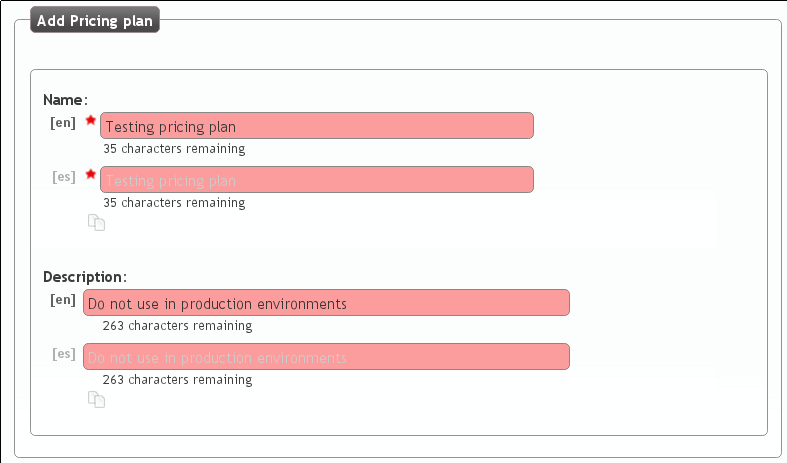 Add Pricing plan
Name:
[en] Testing pricing plan
35 characters remaining
[es] Testing pricing plan
35 characters remaining
Description:
[en] Do not use in production environments
263 characters remaining
[es] Do not use in production environments
263 characters remaining